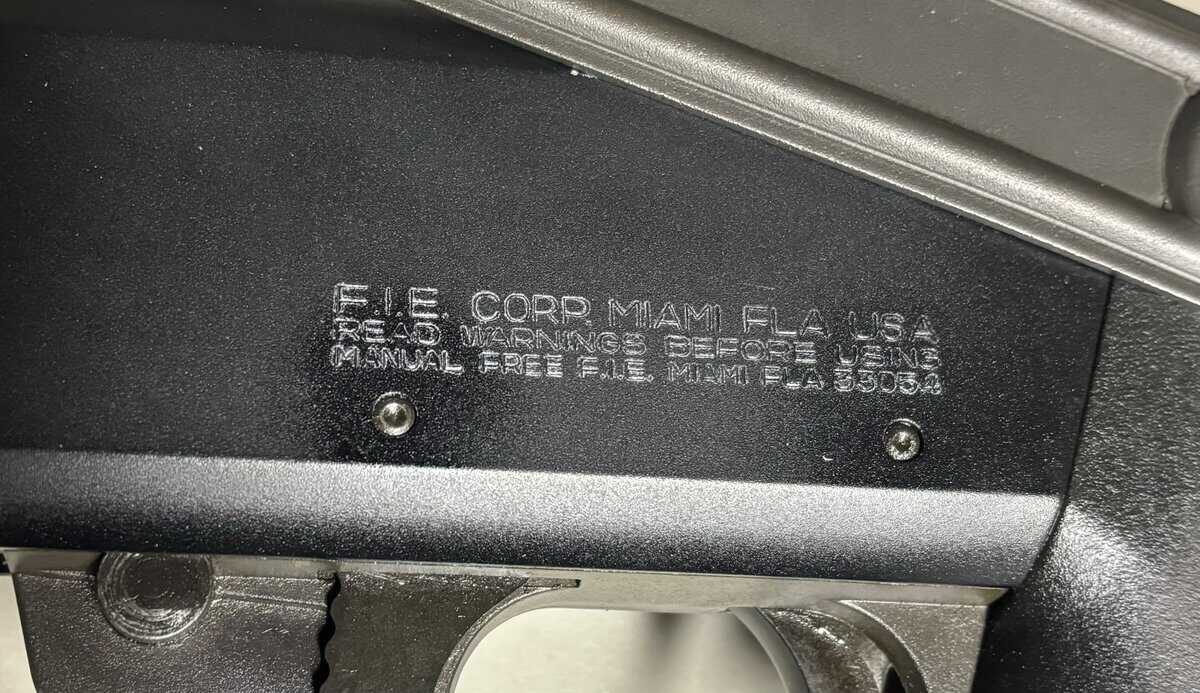 F.I.E. CORP. MIAMI FLA USA
READ WARNINGS BEFORE USING
MANUAL FREE F.I.E. MIAMI FLA 33054